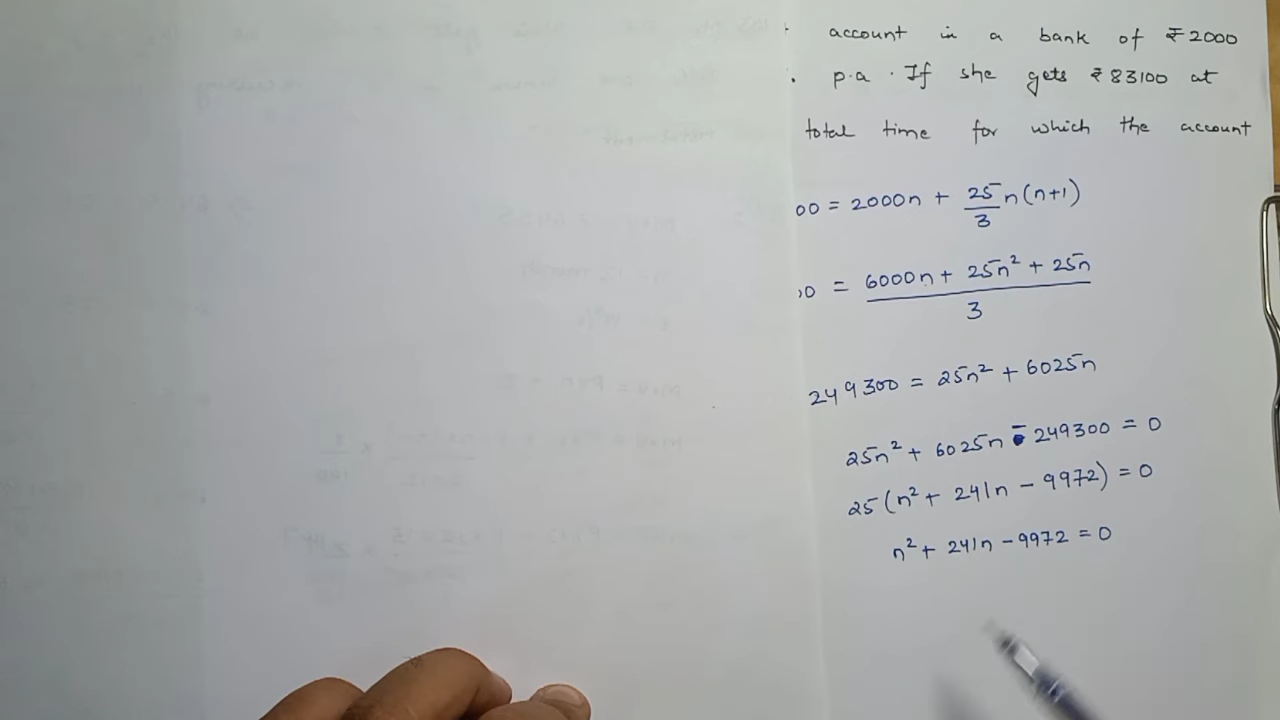 account in a bank of ₹2000
p.a. If she gets ₹83100 at
total time for which the account
00 = 2000n + 25/3 n(n+1)
0 = 6000n + 25n² + 25n / 3
249300 = 25n² + 6025n
25n² + 6025n - 249300 = 0
25(n² + 241n - 9972) = 0
n² + 241n - 9972 = 0